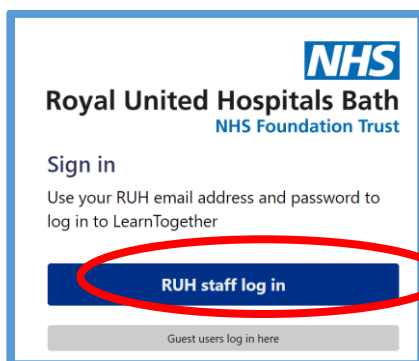 NHS
Royal United Hospitals Bath
NHS Foundation Trust
Sign in
Use your RUH email address and password to
log in to LearnTogether
RUH staff log in
Guest users log in here